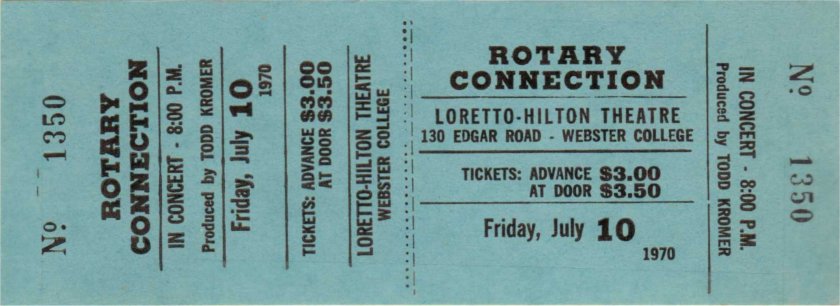 Nº 1350
ROTARY
CONNECTION
IN CONCERT - 8:00 P.M.
Produced by TODD KROMER
Friday, July 10
1970
TICKETS: ADVANCE $3.00
AT DOOR $3.50
LORETTO-HILTON THEATRE
WEBSTER COLLEGE
ROTARY
CONNECTION
LORETTO-HILTON THEATRE
130 EDGAR ROAD - WEBSTER COLLEGE
TICKETS: ADVANCE $3.00
AT DOOR $3.50
Friday, July 10
1970
IN CONCERT - 8:00 P.M.
Produced by TODD KROMER
Nº 1350